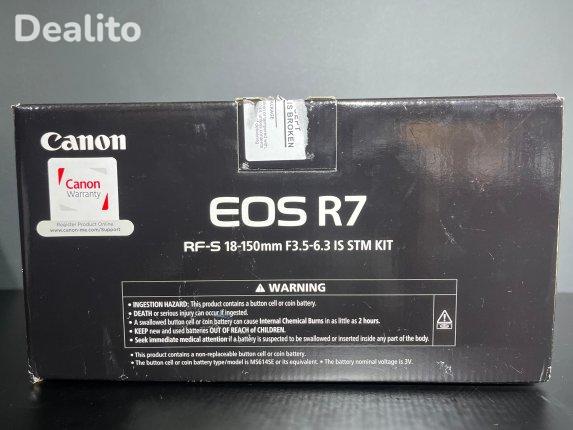 Dealito
Canon
Canon
Warranty
Register Product Online
www.canon-me.com/Support
IS BROKEN
EOS R7
RF-S 18-150mm F3.5-6.3 IS STM KIT
⚠ WARNING
• INGESTION HAZARD: This product contains a button cell or coin battery.
• DEATH or serious injury can occur if ingested.
• A swallowed button cell or coin battery can cause Internal Chemical Burns in as little as 2 hours.
• KEEP new and used batteries OUT OF REACH of CHILDREN.
• Seek immediate medical attention if a battery is suspected to be swallowed or inserted inside any part of the body.
• This product contains a non-replaceable button cell or coin battery.
• The button cell or coin battery type/model is MS614SE or its equivalent. • The battery nominal voltage is 3V.